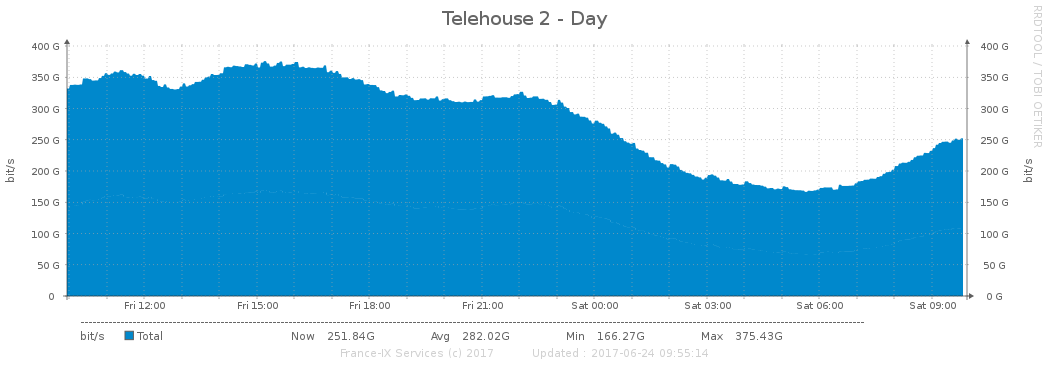 Telehouse 2 - Day
RRDTOOL / TOBI OETIKER
bit/s
400 G
350 G
300 G
250 G
200 G
150 G
100 G
50 G
0
400 G
350 G
300 G
250 G
200 G
150 G
100 G
50 G
0 G
bit/s
Fri 12:00 Fri 15:00 Fri 18:00 Fri 21:00 Sat 00:00 Sat 03:00 Sat 06:00 Sat 09:00
bit/s Total Now 251.84G Avg 282.02G Min 166.27G Max 375.43G
France-IX Services (c) 2017 Updated : 2017-06-24 09:55:14